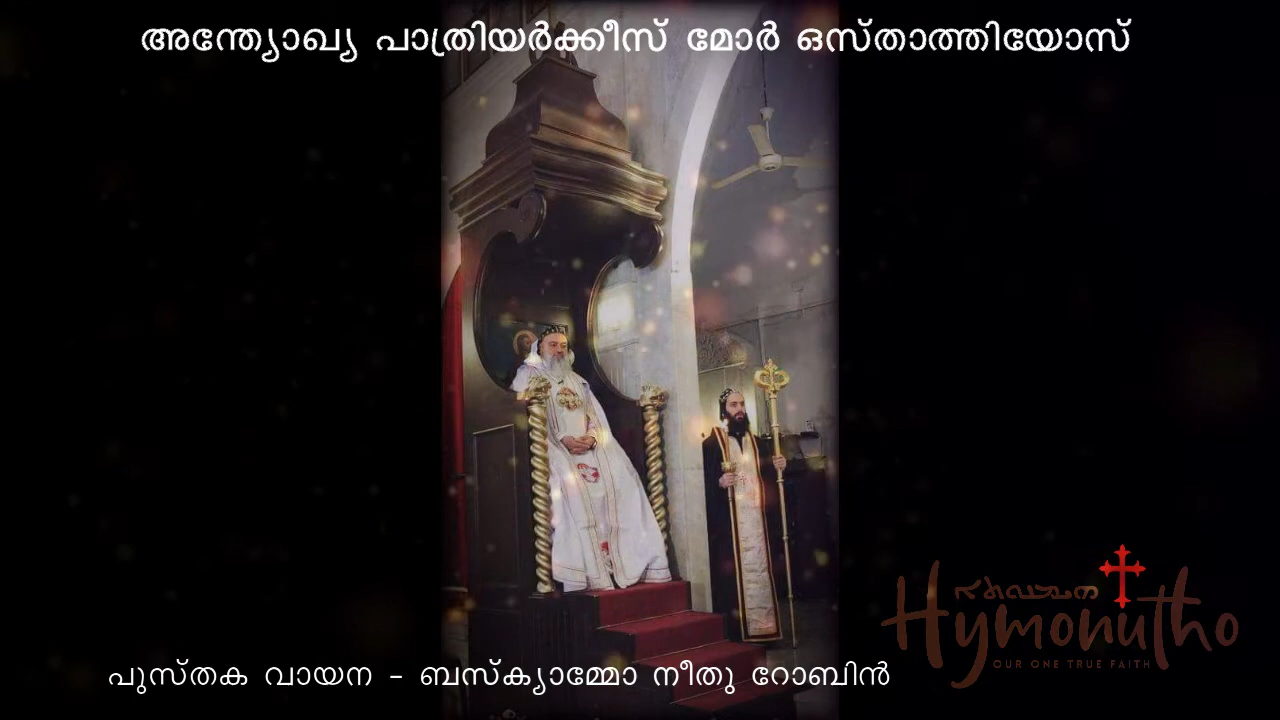 അന്ത്യോഖ്യ പാത്രിയർക്കീസ് മോർ ഒസ്താത്തിയോസ്
Hymonutho
OUR ONE TRUE FAITH
പുസ്തക വായന - ബസ്ക്യാമ്മോ നീതു റോബിൻ